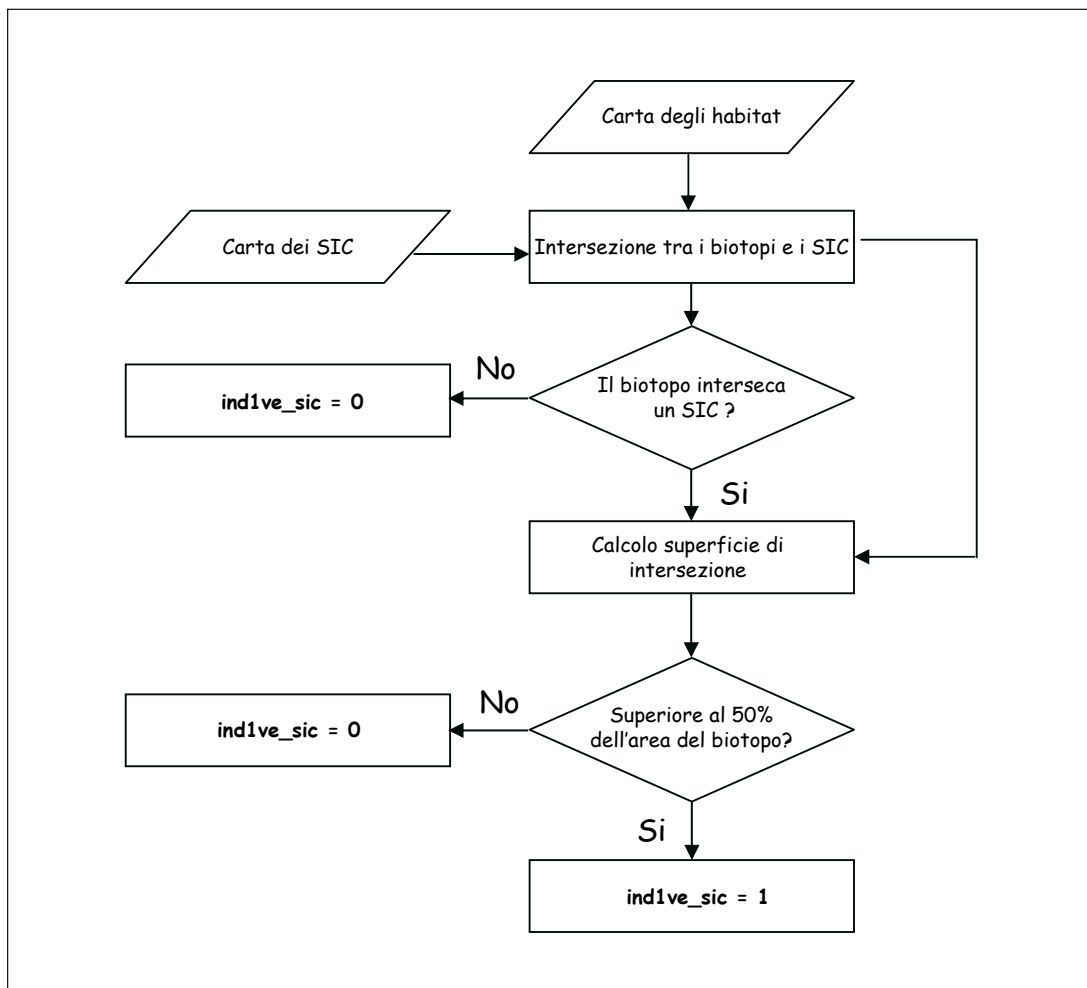 Carta degli habitat
Carta dei SIC
Intersezione tra i biotopi e i SIC
No
Il biotopo interseca
un SIC ?
ind1ve_sic = 0
Si
Calcolo superficie di
intersezione
No
Superiore al 50%
dell'area del biotopo?
ind1ve_sic = 0
Si
ind1ve_sic = 1